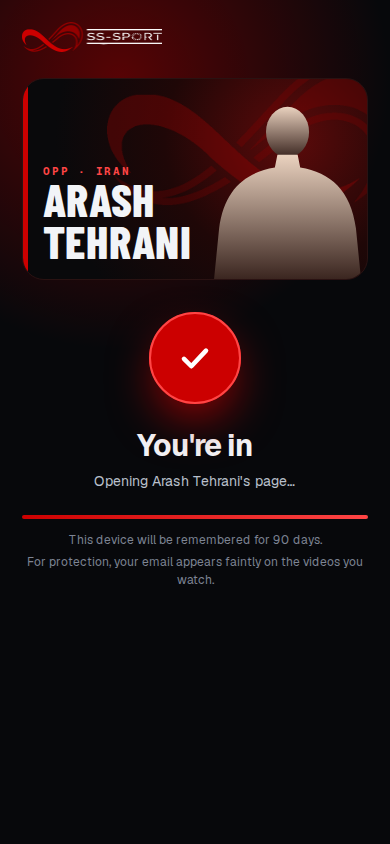 SS-SPORT
OPP · IRAN
ARASH
TEHRANI
You're in
Opening Arash Tehrani's page...
This device will be remembered for 90 days.
For protection, your email appears faintly on the videos you
watch.